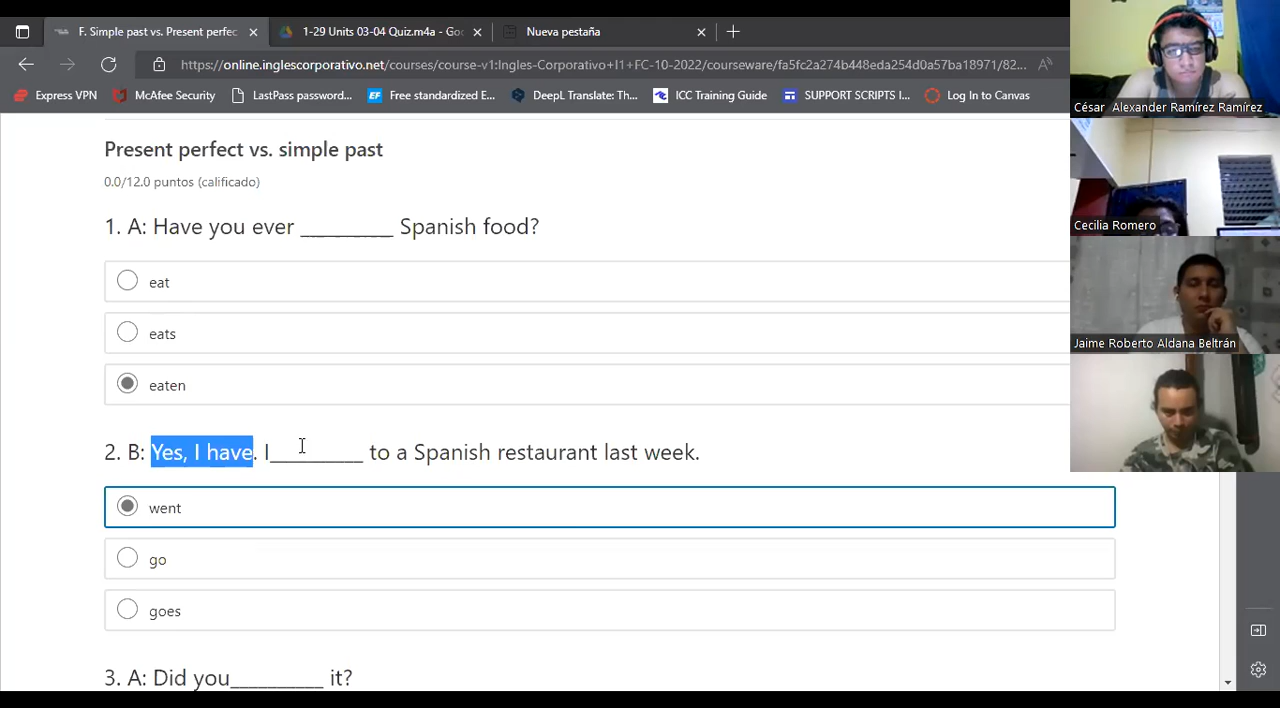 F. Simple past vs. Present perfec
1-29 Units 03-04 Quiz.m4a - Goo
Nueva pestaña
https://online.inglescorporativo.net/courses/course-v1:Ingles-Corporativo+I1+FC-10-2022/courseware/fa5fc2a274b448eda254d0a57ba18971/82...
Express VPN
McAfee Security
LastPass password...
Free standardized E...
DeepL Translate: Th...
ICC Training Guide
SUPPORT SCRIPTS I...
Log In to Canvas
César Alexander Ramírez Ramírez
Present perfect vs. simple past
0.0/12.0 puntos (calificado)
1. A: Have you ever __________ Spanish food?
Cecilia Romero
eat
eats
Jaime Roberto Aldana Beltrán
eaten
2. B: Yes, I have. I__________ to a Spanish restaurant last week.
went
go
goes
3. A: Did you__________ it?